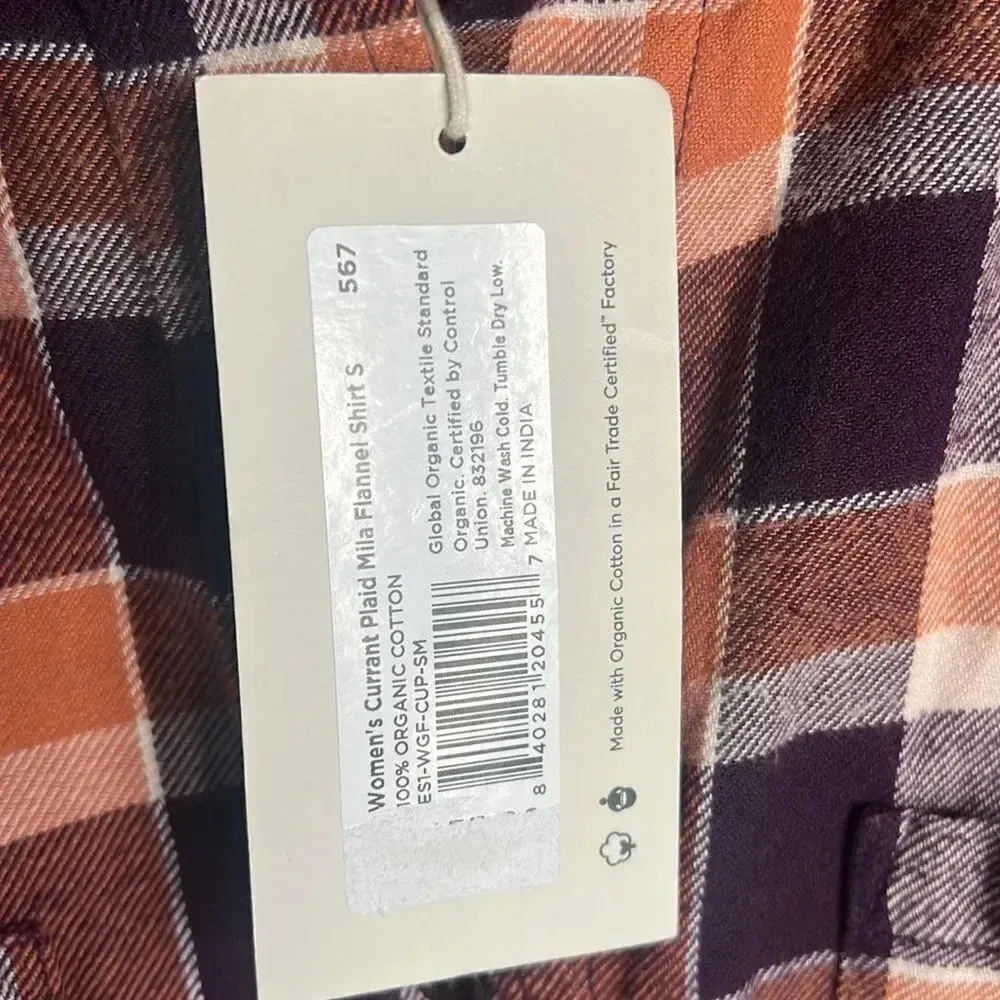 Women's Currant Plaid Mila Flannel Shirt S 567
100% ORGANIC COTTON
ES1-WGF-CUP-SM
Global Organic Textile Standard
Organic. Certified by Control
Union. 832196
Machine Wash Cold. Tumble Dry Low.
MADE IN INDIA
8 40281 20455 7
Made with Organic Cotton in a Fair Trade Certified™ Factory